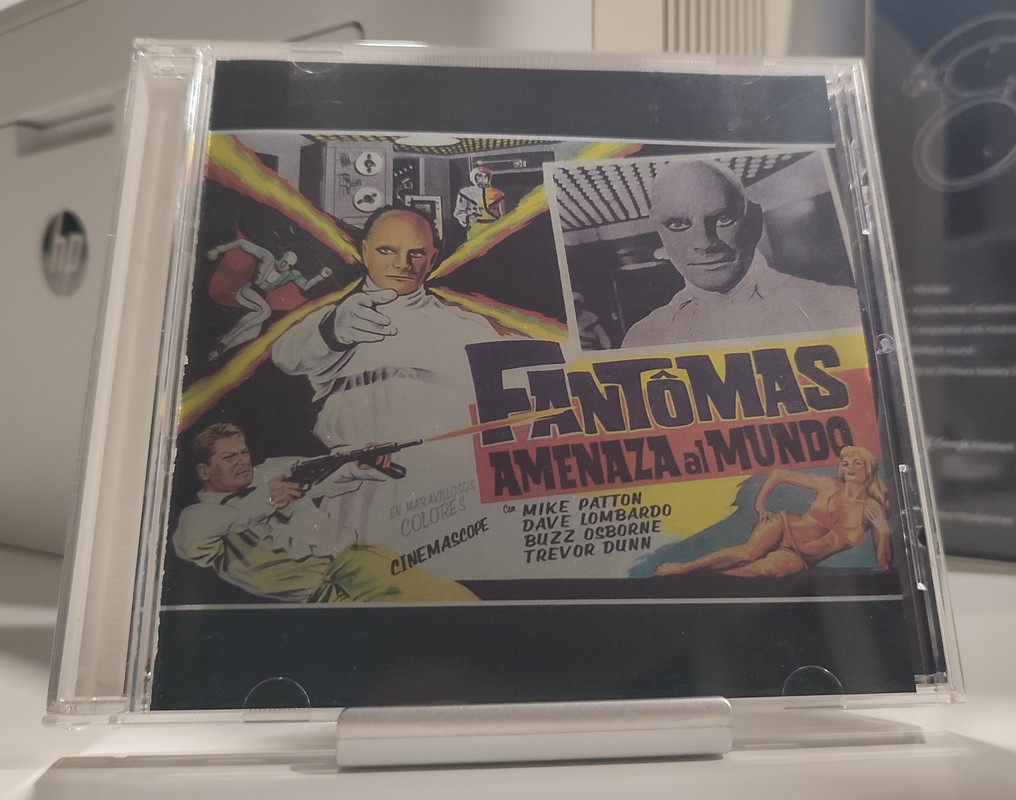 hp
FANTÔMAS
AMENAZA al MUNDO
EN MARAVILLOSOS
COLORES
CINEMASCOPE
Con MIKE PATTON
DAVE LOMBARDO
BUZZ OSBORNE
TREVOR DUNN